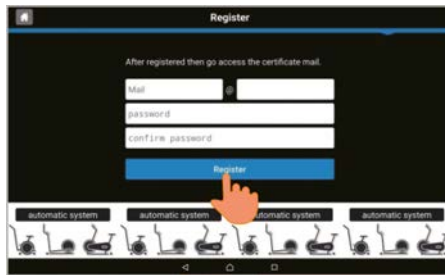 Register
After registered then go access the certificate mail.
Mail @
password
confirm password
Register
automatic system automatic system automatic system automatic system